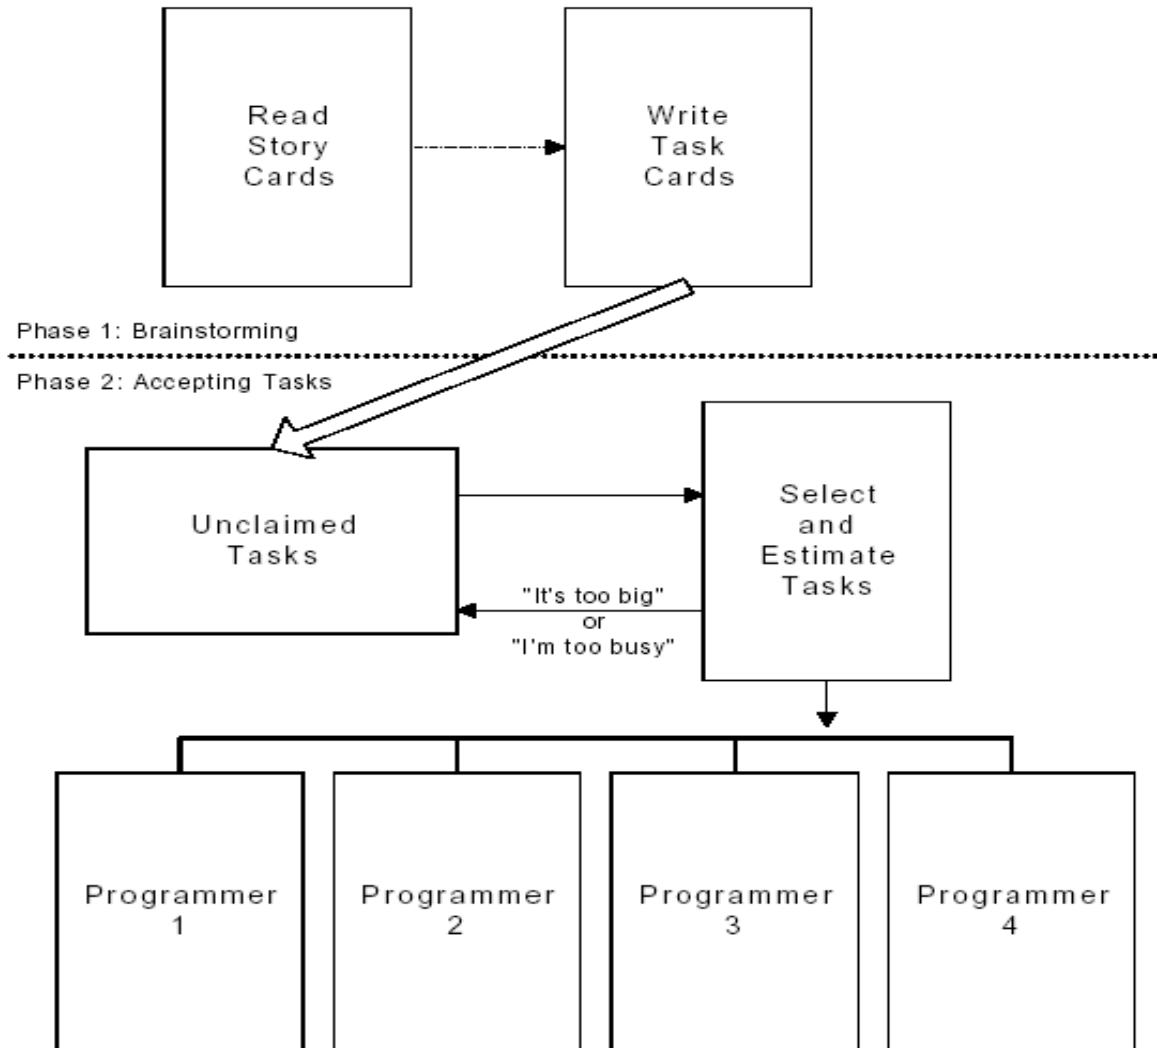 Read
Story
Cards
Write
Task
Cards
Phase 1: Brainstorming
Phase 2: Accepting Tasks
Unclaimed
Tasks
Select
and
Estimate
Tasks
"It's too big"
or
"I'm too busy"
Programmer
1
Programmer
2
Programmer
3
Programmer
4